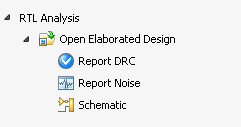 RTL Analysis
Open Elaborated Design
Report DRC
Report Noise
Schematic